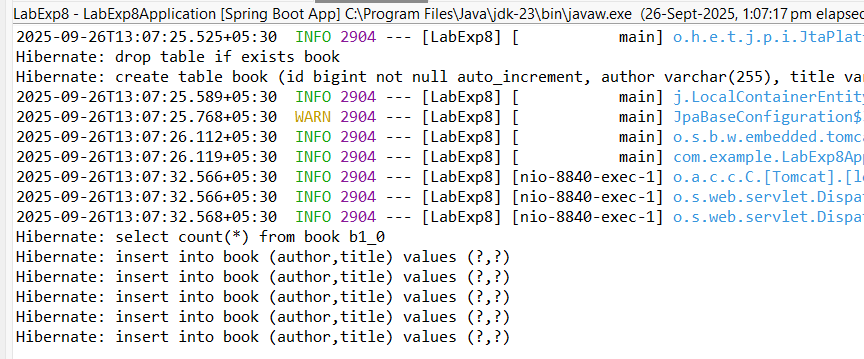 LabExp8 - LabExp8Application [Spring Boot App] C:\Program Files\Java\jdk-23\bin\javaw.exe (26-Sept-2025, 1:07:17 pm elapsed
2025-09-26T13:07:25.525+05:30 INFO 2904 --- [LabExp8] [ main] o.h.e.t.j.p.i.JtaPlat
Hibernate: drop table if exists book
Hibernate: create table book (id bigint not null auto_increment, author varchar(255), title var
2025-09-26T13:07:25.589+05:30 INFO 2904 --- [LabExp8] [ main] j.LocalContainerEntity
2025-09-26T13:07:25.768+05:30 WARN 2904 --- [LabExp8] [ main] JpaBaseConfiguration$
2025-09-26T13:07:26.112+05:30 INFO 2904 --- [LabExp8] [ main] o.s.b.w.embedded.tomca
2025-09-26T13:07:26.119+05:30 INFO 2904 --- [LabExp8] [ main] com.example.LabExp8App
2025-09-26T13:07:32.566+05:30 INFO 2904 --- [LabExp8] [nio-8840-exec-1] o.a.c.c.C.[Tomcat].[lo
2025-09-26T13:07:32.566+05:30 INFO 2904 --- [LabExp8] [nio-8840-exec-1] o.s.web.servlet.Dispat
2025-09-26T13:07:32.568+05:30 INFO 2904 --- [LabExp8] [nio-8840-exec-1] o.s.web.servlet.Dispat
Hibernate: select count(*) from book b1_0
Hibernate: insert into book (author,title) values (?,?)
Hibernate: insert into book (author,title) values (?,?)
Hibernate: insert into book (author,title) values (?,?)
Hibernate: insert into book (author,title) values (?,?)
Hibernate: insert into book (author,title) values (?,?)